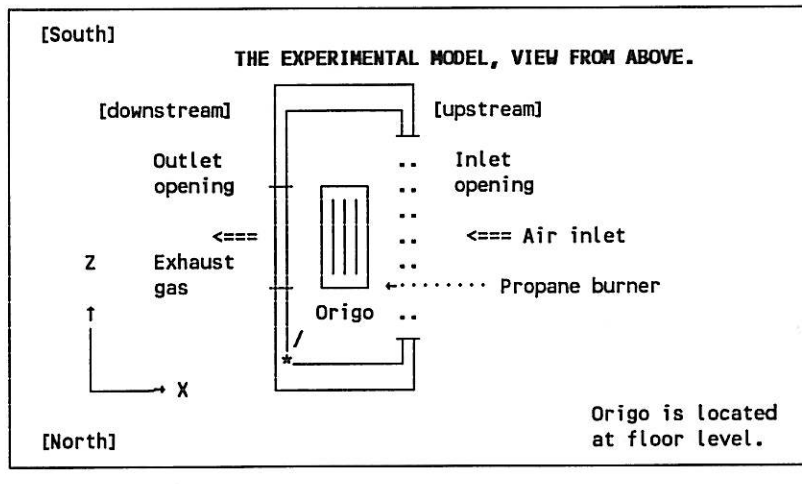 [South]
THE EXPERIMENTAL MODEL, VIEW FROM ABOVE.
[downstream] [upstream]
Outlet Inlet
opening opening
<=== <=== Air inlet
Z Exhaust
gas Propane burner
Origo
X
Origo is located
[North] at floor level.